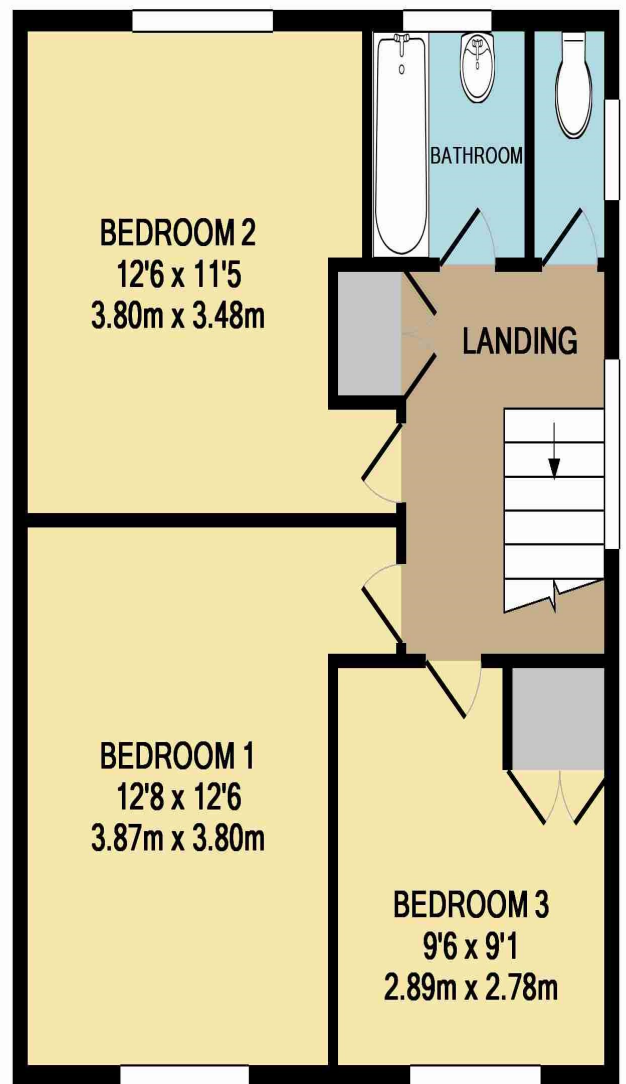 BATHROOM
BEDROOM 2
12'6 x 11'5
3.80m x 3.48m
LANDING
BEDROOM 1
12'8 x 12'6
3.87m x 3.80m
BEDROOM 3
9'6 x 9'1
2.89m x 2.78m